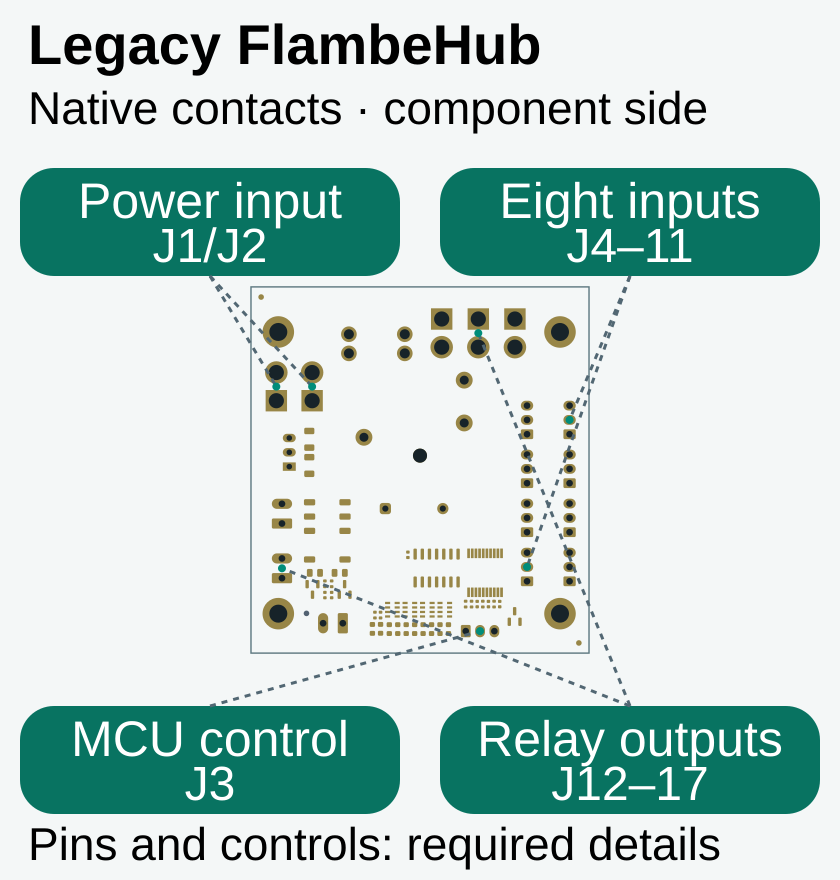 Legacy FlambeHub
Native contacts · component side
Power input
J1/J2
Eight inputs
J4–11
MCU control
J3
Relay outputs
J12–17
Pins and controls: required details